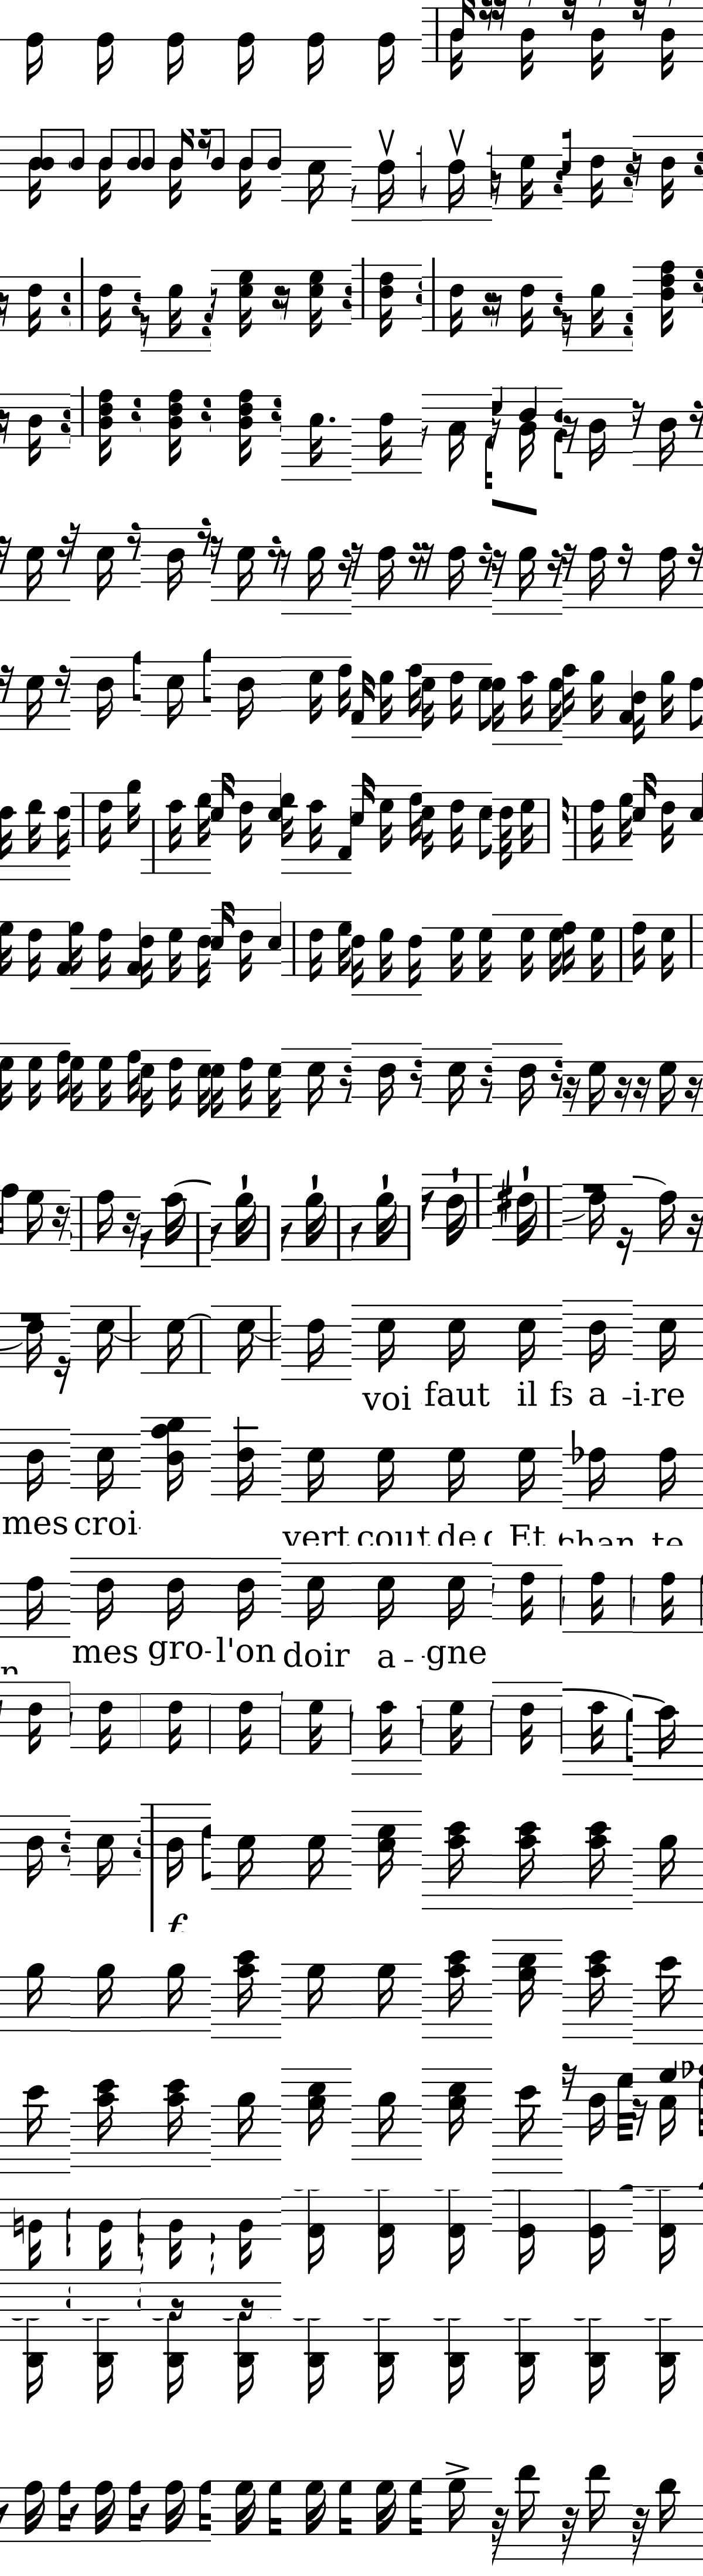 voi faut il fs a -i-re
mes croi-
vert cout de Et chan te
mes gro- l'on doir a - -gne
f